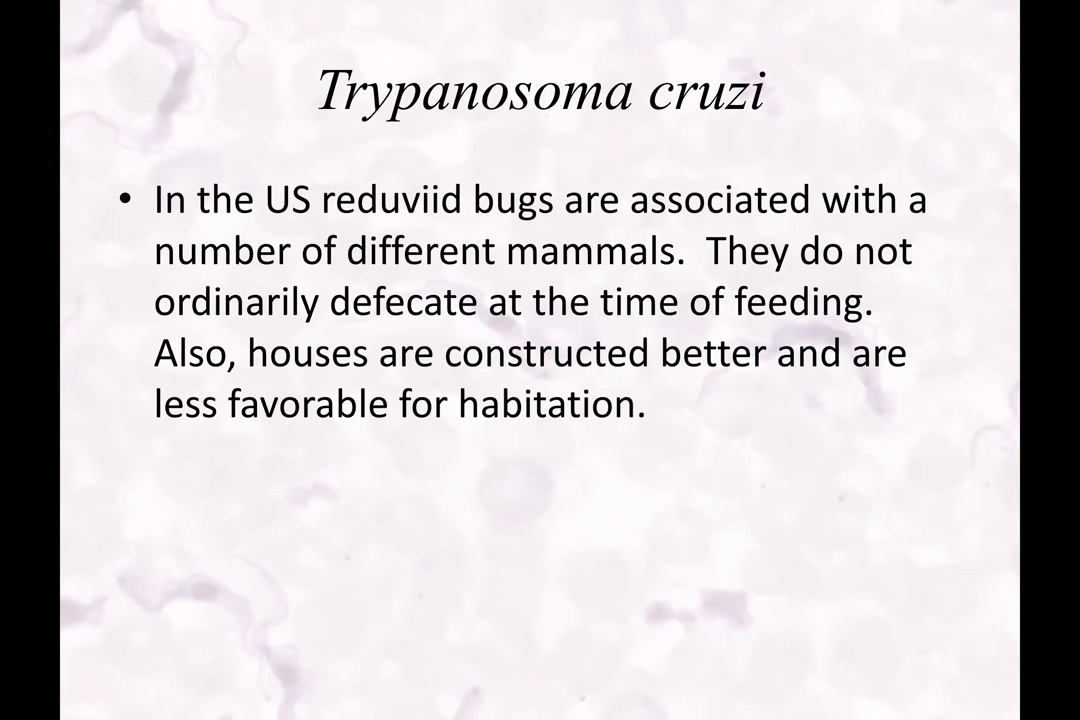 Trypanosoma cruzi
• In the US reduviid bugs are associated with a
number of different mammals.  They do not
ordinarily defecate at the time of feeding.
Also, houses are constructed better and are
less favorable for habitation.